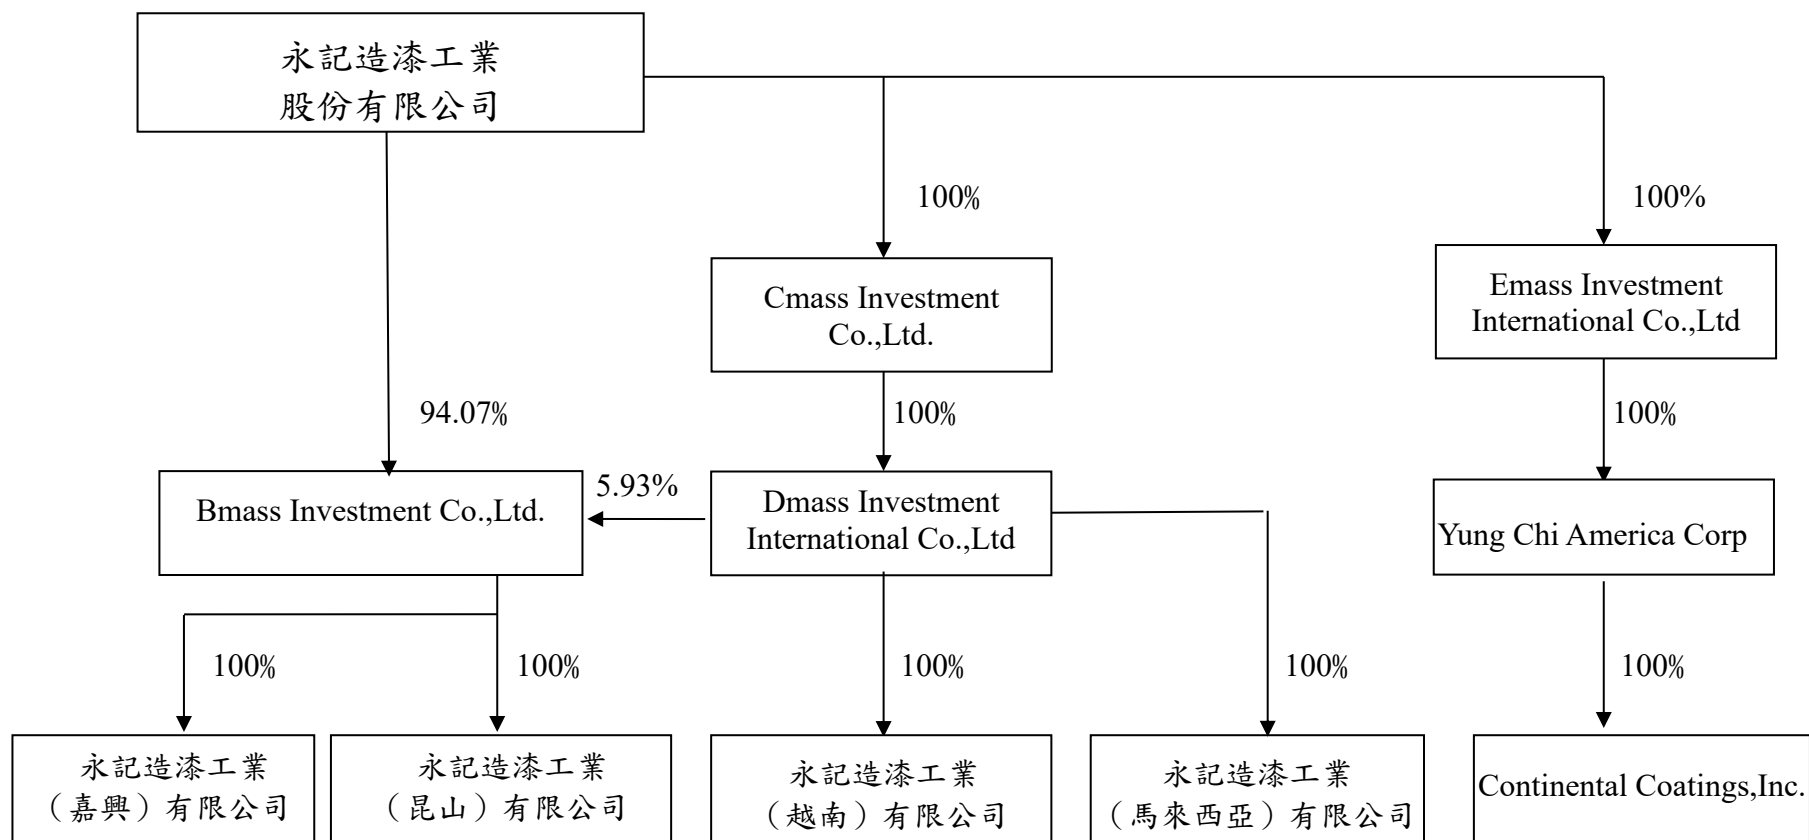 永記造漆工業
股份有限公司
100%
100%
Cmass Investment
Co.,Ltd.
Emass Investment
International Co.,Ltd
94.07%
100%
100%
Bmass Investment Co.,Ltd.
5.93%
Dmass Investment
International Co.,Ltd
Yung Chi America Corp
100%
100%
100%
100%
100%
永記造漆工業
（嘉興）有限公司
永記造漆工業
（昆山）有限公司
永記造漆工業
（越南）有限公司
永記造漆工業
（馬來西亞）有限公司
Continental Coatings,Inc.